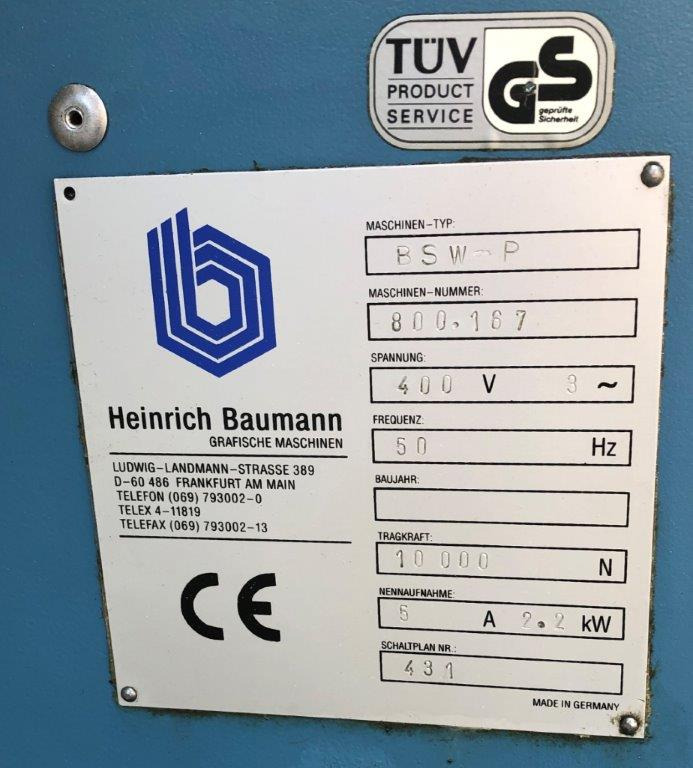 TÜV
PRODUCT
SERVICE
GS
geprüfte
Sicherheit
b
Heinrich Baumann
GRAFISCHE MASCHINEN
LUDWIG-LANDMANN-STRASSE 389
D-60 486 FRANKFURT AM MAIN
TELEFON (069) 793002-0
TELEX 4-11819
TELEFAX (069) 793002-13
CE
MASCHINEN-TYP:
BSW-P
MASCHINEN-NUMMER:
800.167
SPANNUNG:
400 V 3 ~
FREQUENZ:
50 Hz
BAUJAHR:
TRAGKRAFT:
10 000 N
NENNAUFNAHME:
5 A 2.2 kW
SCHALTPLAN NR.:
431
MADE IN GERMANY